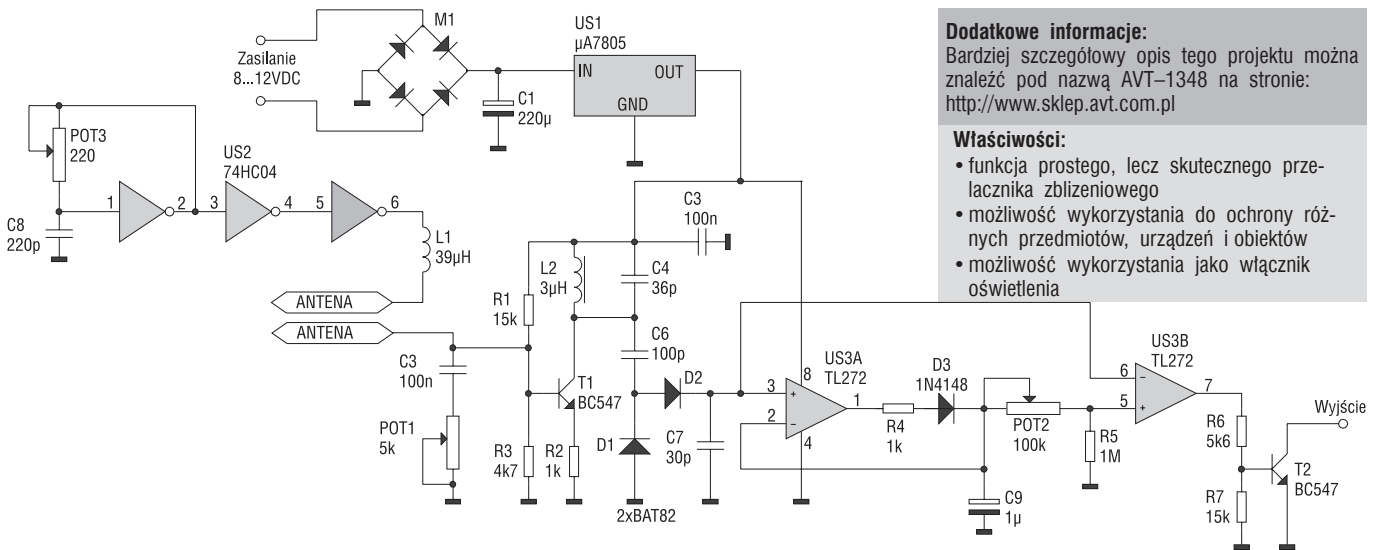 M1
Zasilanie
8...12VDC
US1
µA7805
IN
OUT
GND
C1
220µ
Dodatkowe informacje:
Bardziej szczegółowy opis tego projektu można
znaleźć pod nazwą AVT–1348 na stronie:
http://www.sklep.avt.com.pl
Właściwości:
• funkcja prostego, lecz skutecznego prze-
lacznika zblizeniowego
• możliwość wykorzystania do ochrony róż-
nych przedmiotów, urządzeń i obiektów
• możliwość wykorzystania jako włącznik
oświetlenia
POT3
220
US2
74HC04
1
2
3
4
5
6
C8
220p
L1
39µH
ANTENA
ANTENA
C3
100n
POT1
5k
R1
15k
L2
3µH
C4
36p
C3
100n
C6
100p
T1
BC547
R3
4k7
R2
1k
D1
D2
2xBAT82
C7
30p
US3A
TL272
3
+
2
−
8
4
1
R4
1k
D3
1N4148
POT2
100k
R5
1M
C9
1µ
US3B
TL272
6
−
5
+
7
R6
5k6
R7
15k
Wyjście
T2
BC547